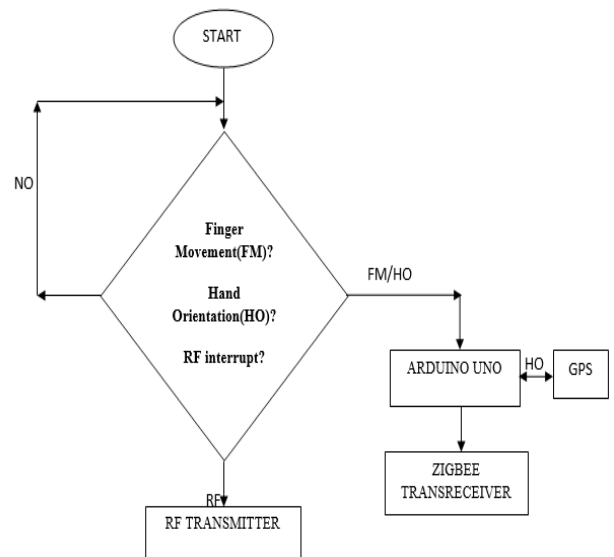 START
NO
Finger
Movement(FM)?
Hand
Orientation(HO)?
RF interrupt?
FM/HO
ARDUINO UNO
HO
GPS
ZIGBEE
TRANSRECEIVER
RF
RF TRANSMITTER